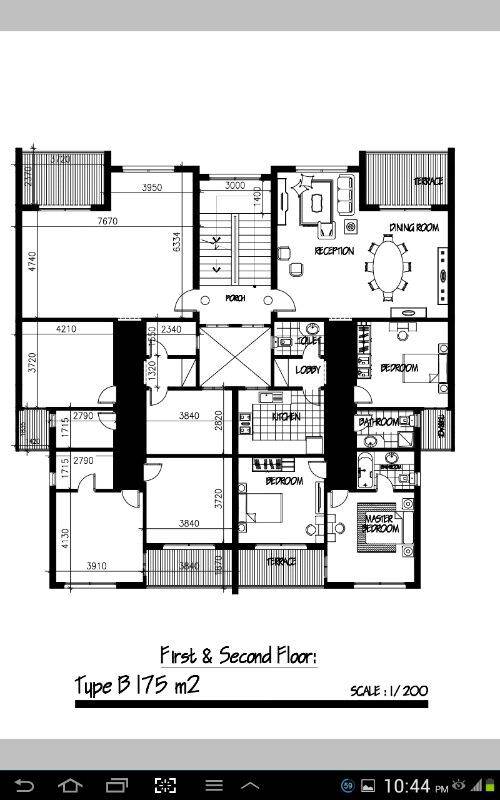 3720
2370
3950
3000
1400
TERRACE
7670
6334
DINING ROOM
RECEPTION
4740
PORCH
4210
2340
TOILET
3720
1320
LOBBY
BEDROOM
2790
1715
3840
2820
KITCHEN
BATHROOM
420
1715
2790
BEDROOM
3720
3840
MASTER
BEDROOM
4130
3910
3840
1670
TERRACE
First & Second Floor:
Type B 175 m2
SCALE : 1/200
59
10:44 PM